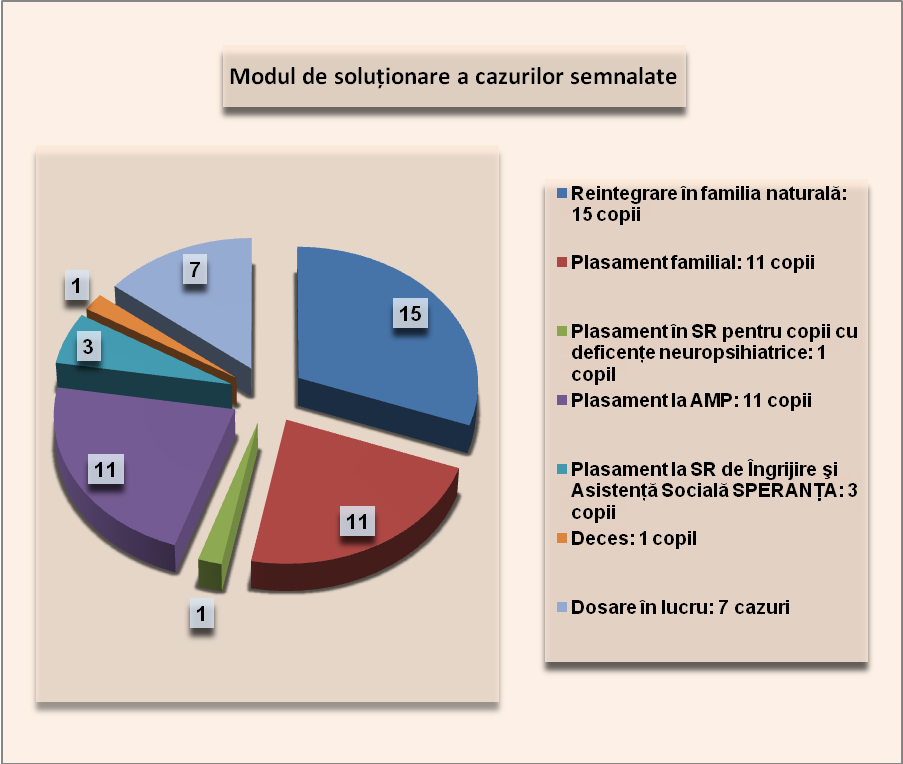 Modul de soluționare a cazurilor semnalate
7
1
15
3
11
11
1
Reintegrare în familia naturală:
15 copii
Plasament familial: 11 copii
Plasament în SR pentru copii cu
deficențe neuropsihiatrice: 1
copil
Plasament la AMP: 11 copii
Plasament la SR de Îngrijire şi
Asistență Socială SPERANȚA: 3
copii
Deces: 1 copil
Dosare în lucru: 7 cazuri